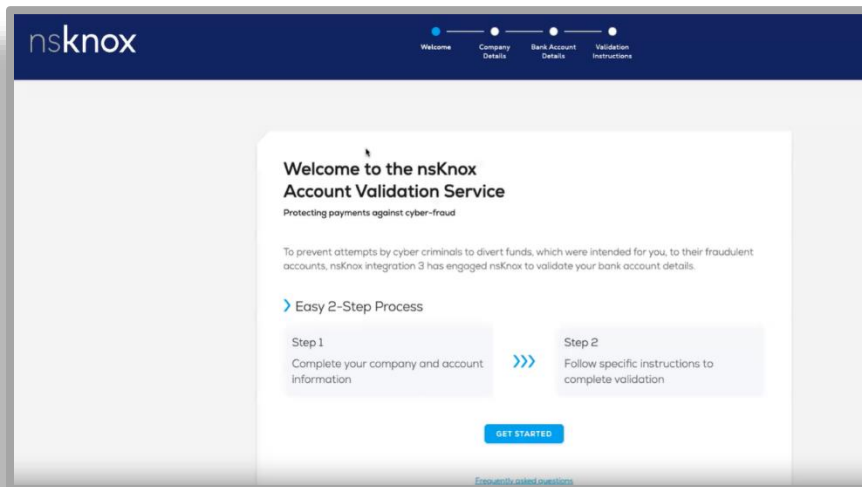 nsknox
Welcome
Company
Details
Bank Account
Details
Validation
Instructions
Welcome to the nsKnox
Account Validation Service
Protecting payments against cyber-fraud
To prevent attempts by cyber criminals to divert funds, which were intended for you, to their fraudulent
accounts, nsKnox integration 3 has engaged nsKnox to validate your bank account details.
Easy 2-Step Process
Step 1
Complete your company and account
information
Step 2
Follow specific instructions to
complete validation
GET STARTED
Frequently asked questions